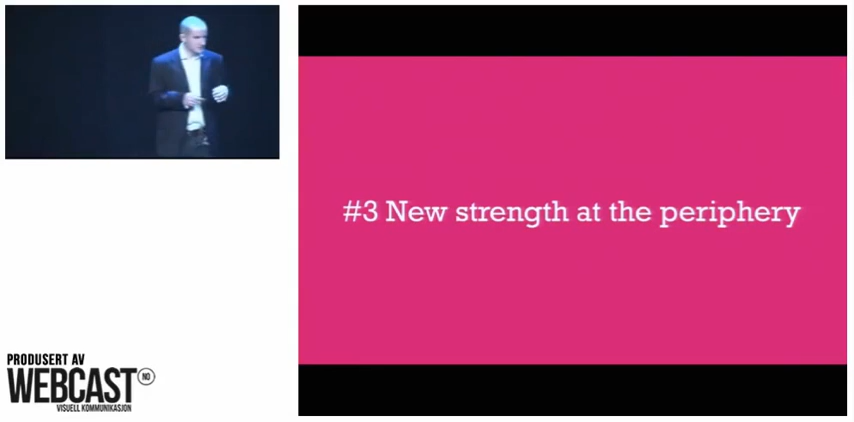 #3 New strength at the periphery
PRODUSERT AV
WEBCAST NO
VISUELL KOMMUNIKASJON